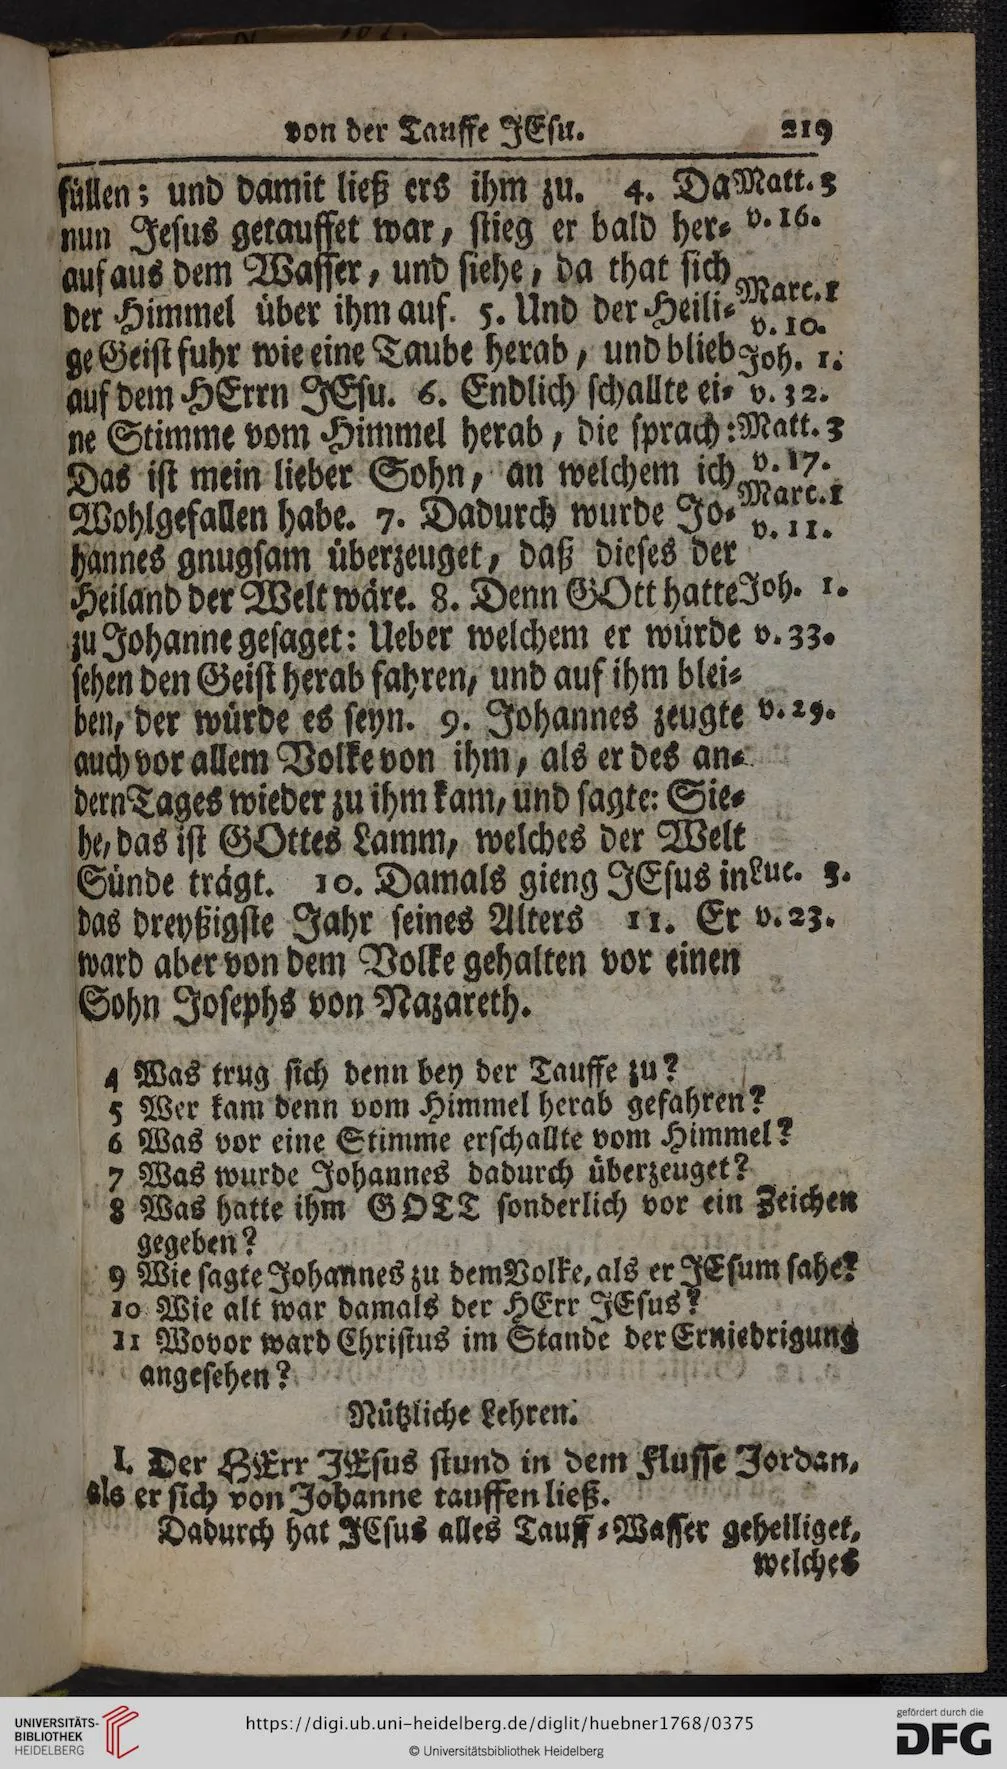 von der Tauffe JEsu. 219
füllen; und damit ließ ers ihm zu. 4. Da Matt. 3
nun Jesus getauffet war, stieg er bald her= v. 16.
auf aus dem Wasser, und siehe, da that sich
der Himmel über ihm auf. 5. Und der Heili= Marc. 1
v. 10.
ge Geist fuhr wie eine Taube herab, und blieb Joh. 1.
auf dem HErrn JEsu. 6. Endlich schallte ei= v. 32.
ne Stimme vom Himmel herab, die sprach: Matt. 3
Das ist mein lieber Sohn, an welchem ich v. 17.
Wohlgefallen habe. 7. Dadurch wurde Jo= Marc. 1
v. 11.
hannes gnugsam überzeuget, daß dieses der
Heiland der Welt wäre. 8. Denn GOtt hatte Joh. 1.
zu Johanne gesaget: Ueber welchem er würde v. 33.
sehen den Geist herab fahren, und auf ihm blei=
ben, der würde es seyn. 9. Johannes zeugte v. 29.
auch vor allem Volke von ihm, als er des an=
dern Tages wieder zu ihm kam, und sagte: Sie=
he, das ist GOttes Lamm, welches der Welt
Sünde trägt. 10. Damals gieng JEsus in Luc. 3.
das dreyßigste Jahr seines Alters 11. Er v. 23.
ward aber von dem Volke gehalten vor einen
Sohn Josephs von Nazareth.
4 Was trug sich denn bey der Tauffe zu?
5 Wer kam denn vom Himmel herab gefahren?
6 Was vor eine Stimme erschallte vom Himmel?
7 Was wurde Johannes dadurch überzeuget?
8 Was hatte ihm GOTT sonderlich vor ein Zeichen
gegeben?
9 Wie sagte Johannes zu dem Volke, als er JEsum sahe?
10 Wie alt war damals der HErr JEsus?
11 Wovor ward Christus im Stande der Erniedrigung
angesehen?
Nützliche Lehren.
I. Der HErr JEsus stund in dem Flusse Jordan,
als er sich von Johanne tauffen ließ.
Dadurch hat JEsus alles Tauff=Wasser geheiliget,
welches
UNIVERSITÄTS-
BIBLIOTHEK
HEIDELBERG
https://digi.ub.uni-heidelberg.de/diglit/huebner1768/0375
© Universitätsbibliothek Heidelberg
gefördert durch die
DFG